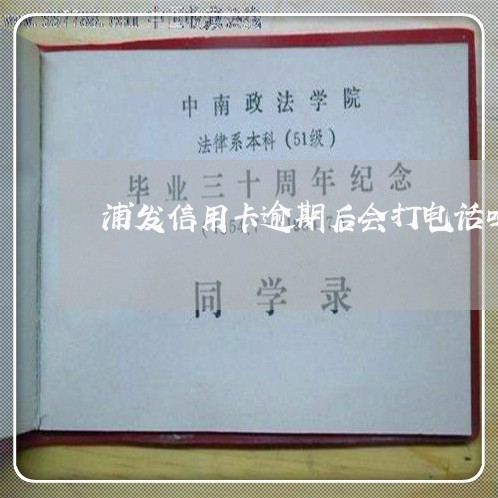 中南政法学院
法律系本科(51级)
毕业三十周年纪念
浦发信用卡逾期后会打电话
同学录